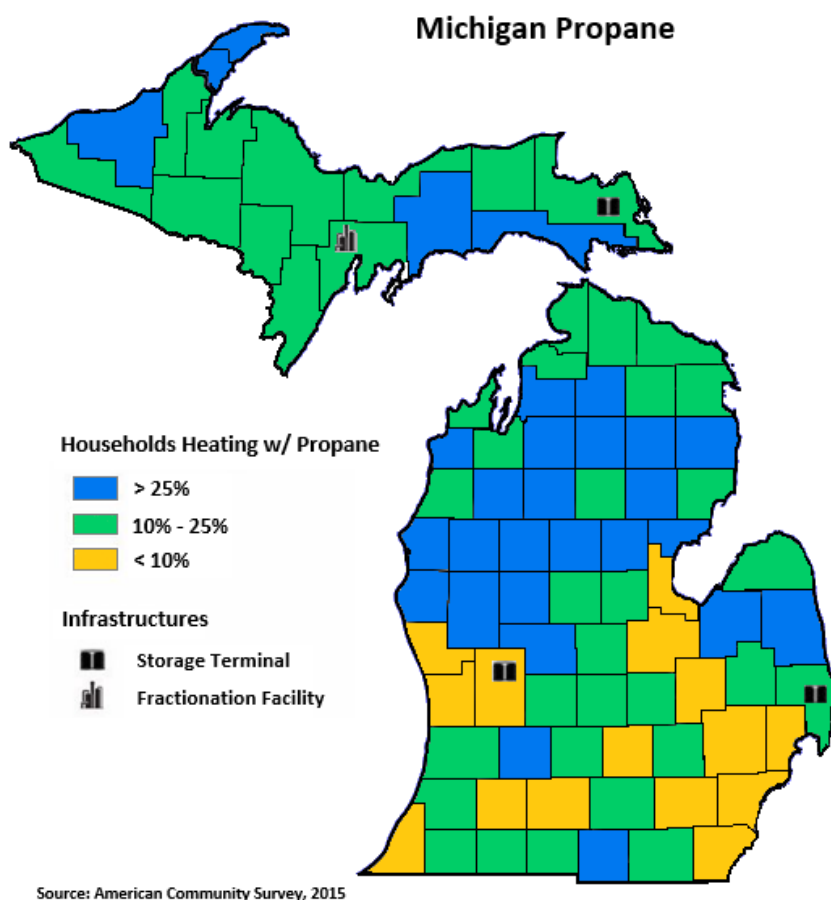 Michigan Propane
Households Heating w/ Propane
> 25%
10% - 25%
< 10%
Infrastructures
Storage Terminal
Fractionation Facility
Source: American Community Survey, 2015